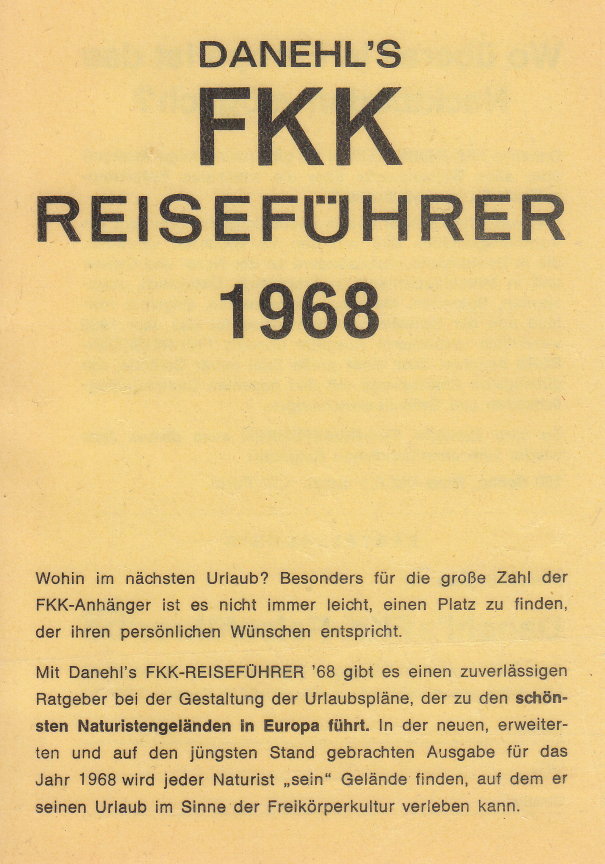 DANEHL'S
FKK
REISEFÜHRER
1968
Wohin im nächsten Urlaub? Besonders für die große Zahl der
FKK-Anhänger ist es nicht immer leicht, einen Platz zu finden,
der ihren persönlichen Wünschen entspricht.
Mit Danehl's FKK-REISEFÜHRER '68 gibt es einen zuverlässigen
Ratgeber bei der Gestaltung der Urlaubspläne, der zu den schön-
sten Naturistengeländen in Europa führt. In der neuen, erweiter-
ten und auf den jüngsten Stand gebrachten Ausgabe für das
Jahr 1968 wird jeder Naturist „sein“ Gelände finden, auf dem er
seinen Urlaub im Sinne der Freikörperkultur verleben kann.